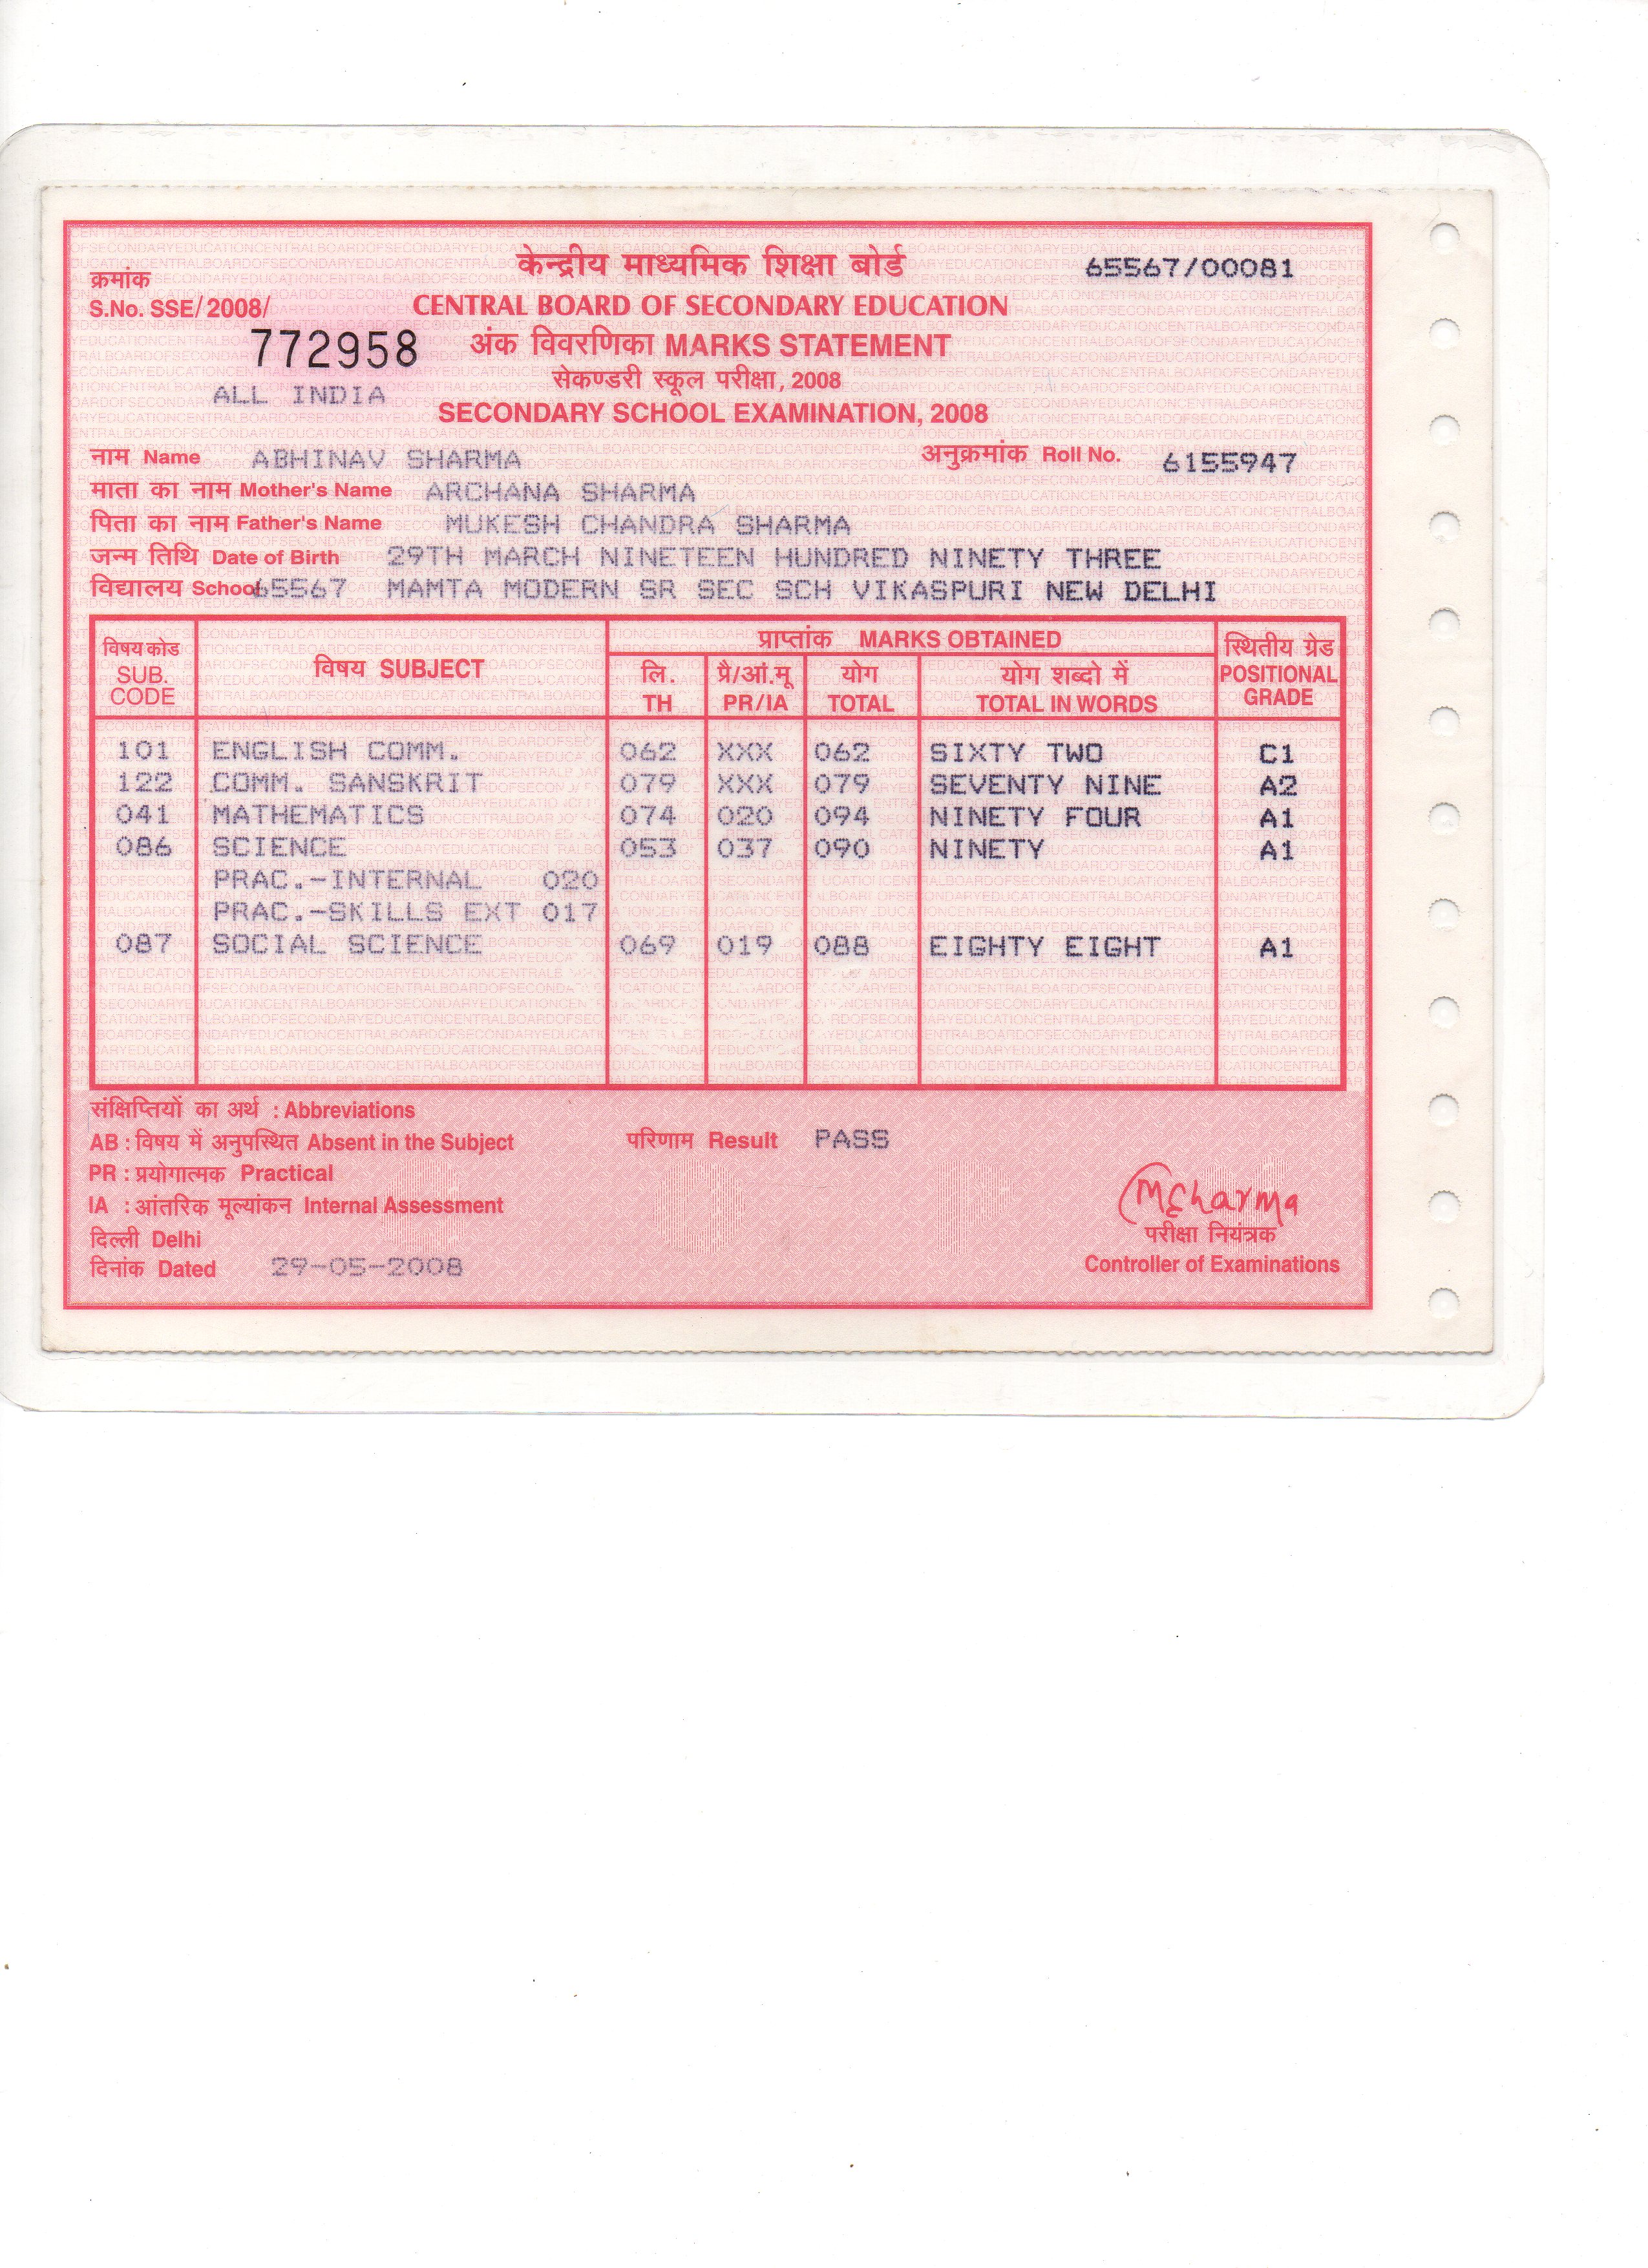 केन्द्रीय माध्यमिक शिक्षा बोर्ड
65567/00081
क्रमांक
S.No. SSE/2008/
CENTRAL BOARD OF SECONDARY EDUCATION
772958
अंक विवरणिका MARKS STATEMENT
ALL INDIA
सेकण्डरी स्कूल परीक्षा, 2008
SECONDARY SCHOOL EXAMINATION, 2008
नाम Name ABHINAV SHARMA अनुक्रमांक Roll No. 6155947
माता का नाम Mother's Name ARCHANA SHARMA
पिता का नाम Father's Name MUKESH CHANDRA SHARMA
जन्म तिथि Date of Birth 29TH MARCH NINETEEN HUNDRED NINETY THREE
विद्यालय School 65567 MAMTA MODERN SR SEC SCH VIKASPURI NEW DELHI
विषय कोड SUB. CODE
विषय SUBJECT
प्राप्तांक MARKS OBTAINED
स्थितीय ग्रेड POSITIONAL GRADE
लि. TH
प्रै/आं.मू PR/IA
योग TOTAL
योग शब्दो में TOTAL IN WORDS
101 ENGLISH COMM. 062 XXX 062 SIXTY TWO C1
122 COMM. SANSKRIT 079 XXX 079 SEVENTY NINE A2
041 MATHEMATICS 074 020 094 NINETY FOUR A1
086 SCIENCE 053 037 090 NINETY A1
PRAC.-INTERNAL 020
PRAC.-SKILLS EXT 017
087 SOCIAL SCIENCE 069 019 088 EIGHTY EIGHT A1
संक्षिप्तियों का अर्थ : Abbreviations
AB : विषय में अनुपस्थित Absent in the Subject परिणाम Result PASS
PR : प्रयोगात्मक Practical
IA : आंतरिक मूल्यांकन Internal Assessment
MCSharma
परीक्षा नियंत्रक
दिल्ली Delhi
दिनांक Dated 29-05-2008
Controller of Examinations